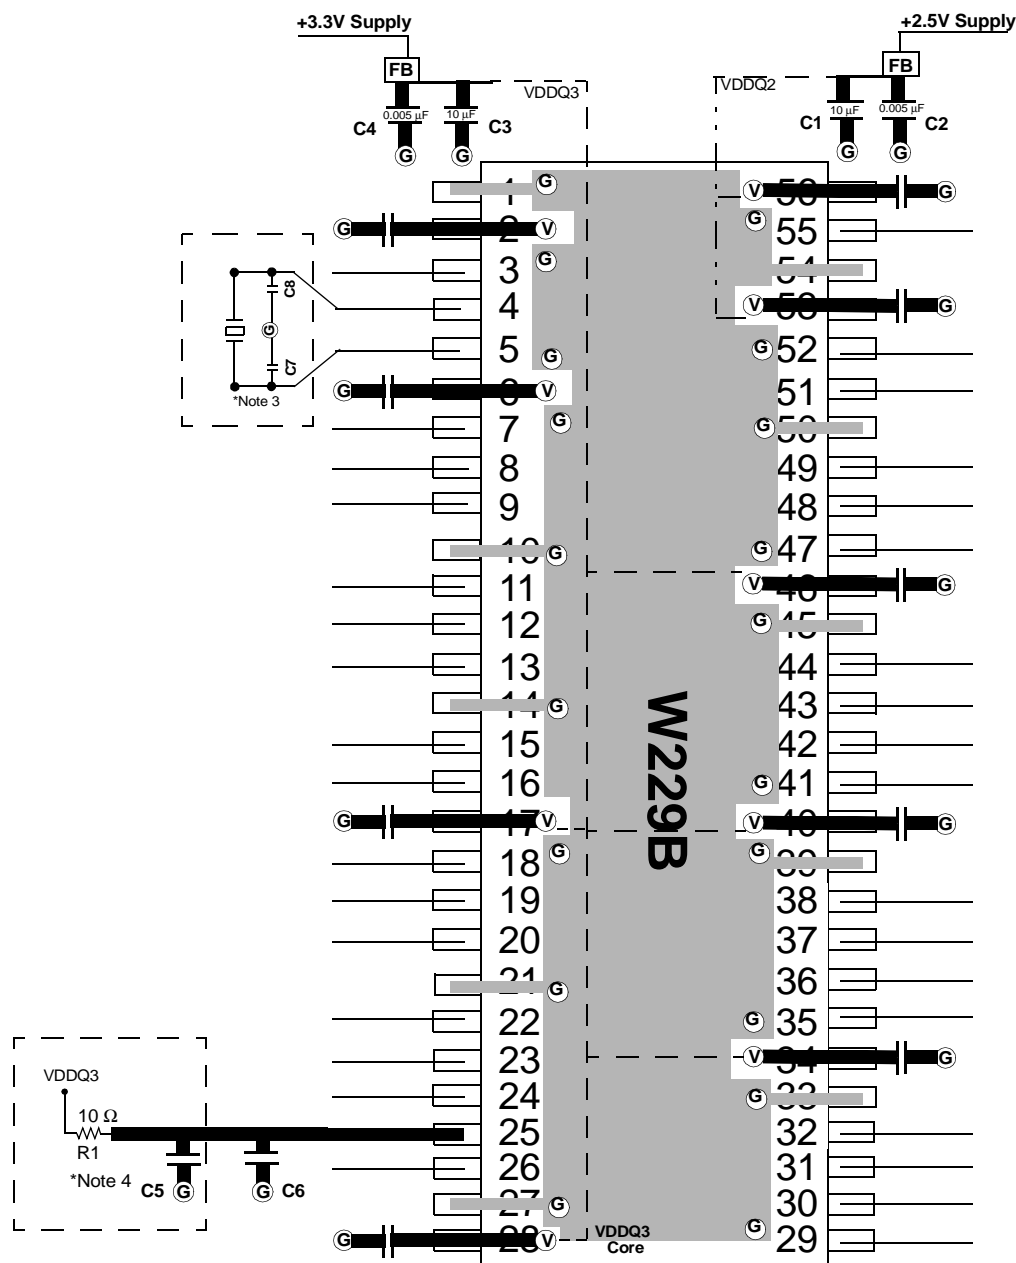 +3.3V Supply
+2.5V Supply
FB
FB
VDDQ3
VDDQ2
0.005 µF
10 µF
10 µF
0.005 µF
C4
C3
C1
C2
G
G
G
G
1
G
V
56
G
G
2
V
G
55
3
G
54
C8
4
V
53
G
G
5
G
G
52
C7
G
6
V
51
*Note 3
7
G
G
50
8
49
9
48
10
G
G
47
11
V
46
G
12
G
45
13
44
W229B
14
G
43
15
42
16
G
41
G
17
V
V
40
G
18
G
G
39
19
38
20
37
21
G
36
22
G
35
23
V
34
G
VDDQ3
24
G
33
10 Ω
25
32
R1
26
31
*Note 4
C5
G
G
C6
27
G
30
G
28
V
VDDQ3
Core
G
29